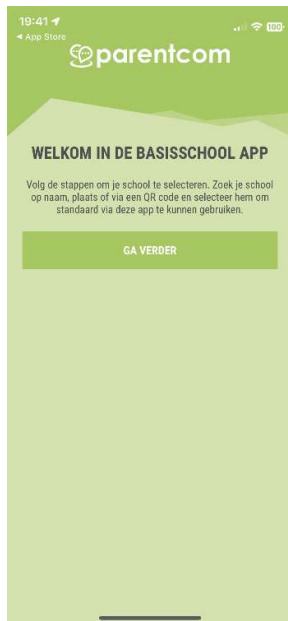 19:41
100
◄ App Store
parentcom
WELKOM IN DE BASISSCHOOL APP
Volg de stappen om je school te selecteren. Zoek je school
op naam, plaats of via een QR code en selecteer hem om
standaard via deze app te kunnen gebruiken.
GA VERDER